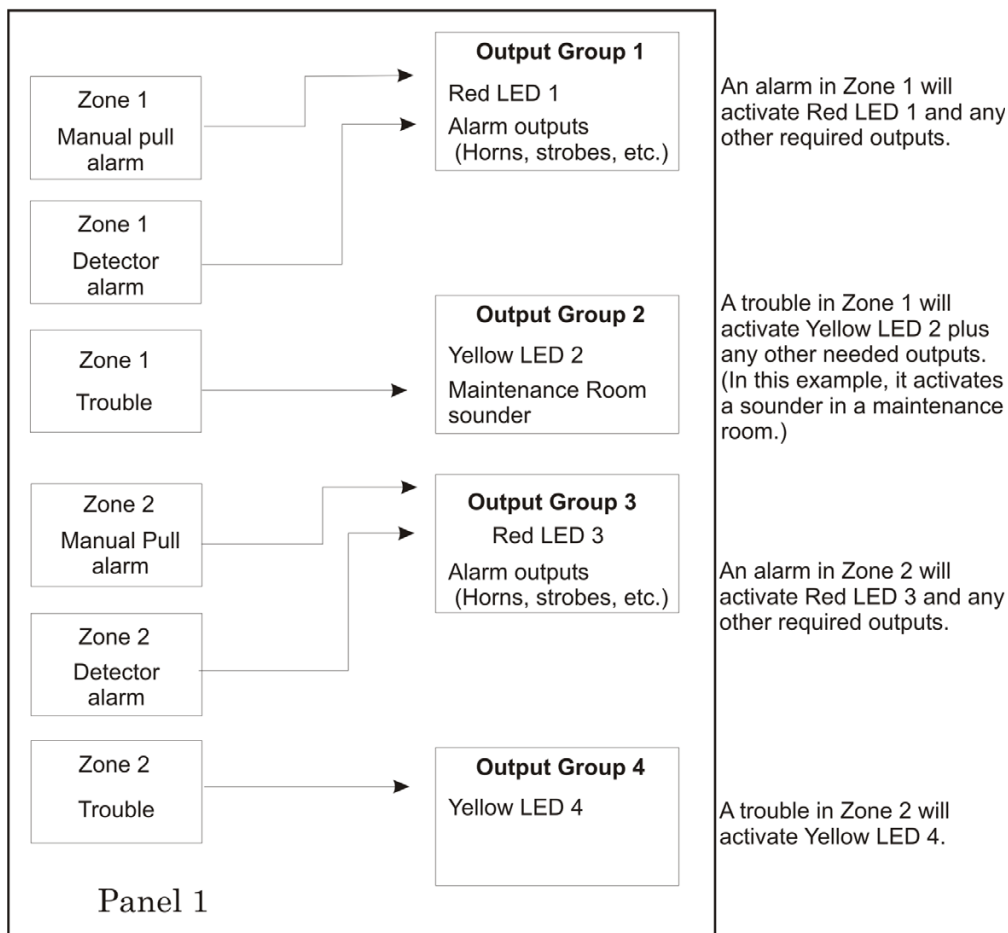 Zone 1
Manual pull
alarm
Output Group 1
Red LED 1
Alarm outputs
(Horns, strobes, etc.)
An alarm in Zone 1 will
activate Red LED 1 and any
other required outputs.
Zone 1
Detector
alarm
Zone 1
Trouble
Output Group 2
Yellow LED 2
Maintenance Room
sounder
A trouble in Zone 1 will
activate Yellow LED 2 plus
any other needed outputs.
(In this example, it activates
a sounder in a maintenance
room.)
Zone 2
Manual Pull
alarm
Output Group 3
Red LED 3
Alarm outputs
(Horns, strobes, etc.)
An alarm in Zone 2 will
activate Red LED 3 and any
other required outputs.
Zone 2
Detector
alarm
Zone 2
Trouble
Output Group 4
Yellow LED 4
A trouble in Zone 2 will
activate Yellow LED 4.
Panel 1